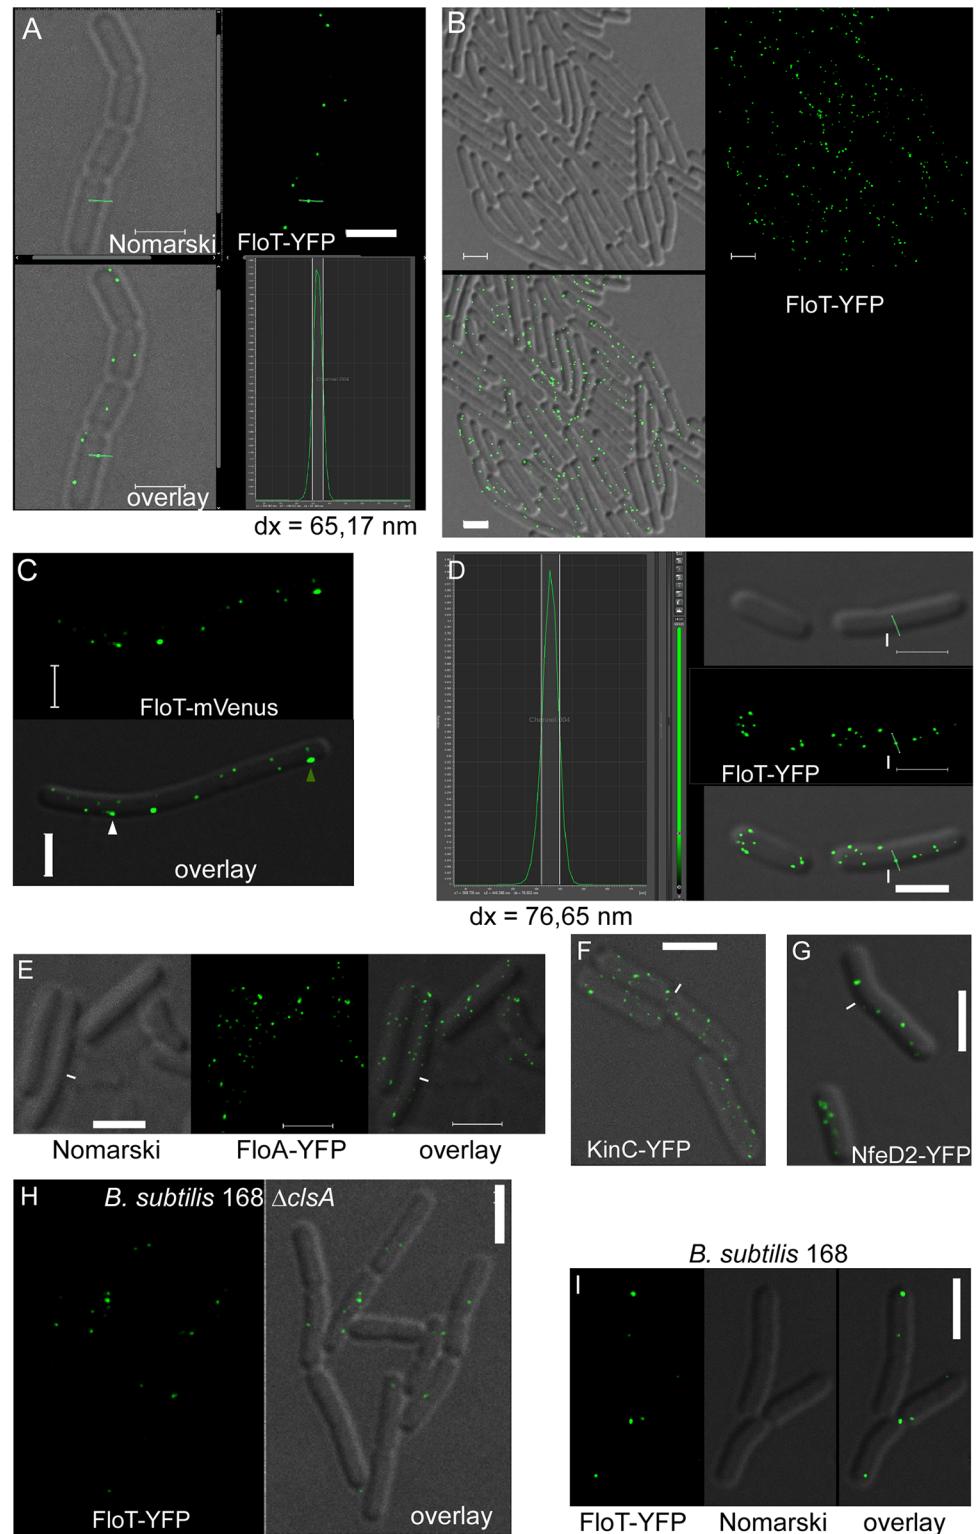 A
Nomarski
FloT-YFP
overlay
dx = 65,17 nm
B
FloT-YFP
C
FloT-mVenus
overlay
D
Channel 004
FloT-YFP
dx = 76,65 nm
E
Nomarski
FloA-YFP
overlay
F
KinC-YFP
G
NfeD2-YFP
H
B. subtilis 168 ΔclsA
FloT-YFP
overlay
B. subtilis 168
I
FloT-YFP
Nomarski
overlay